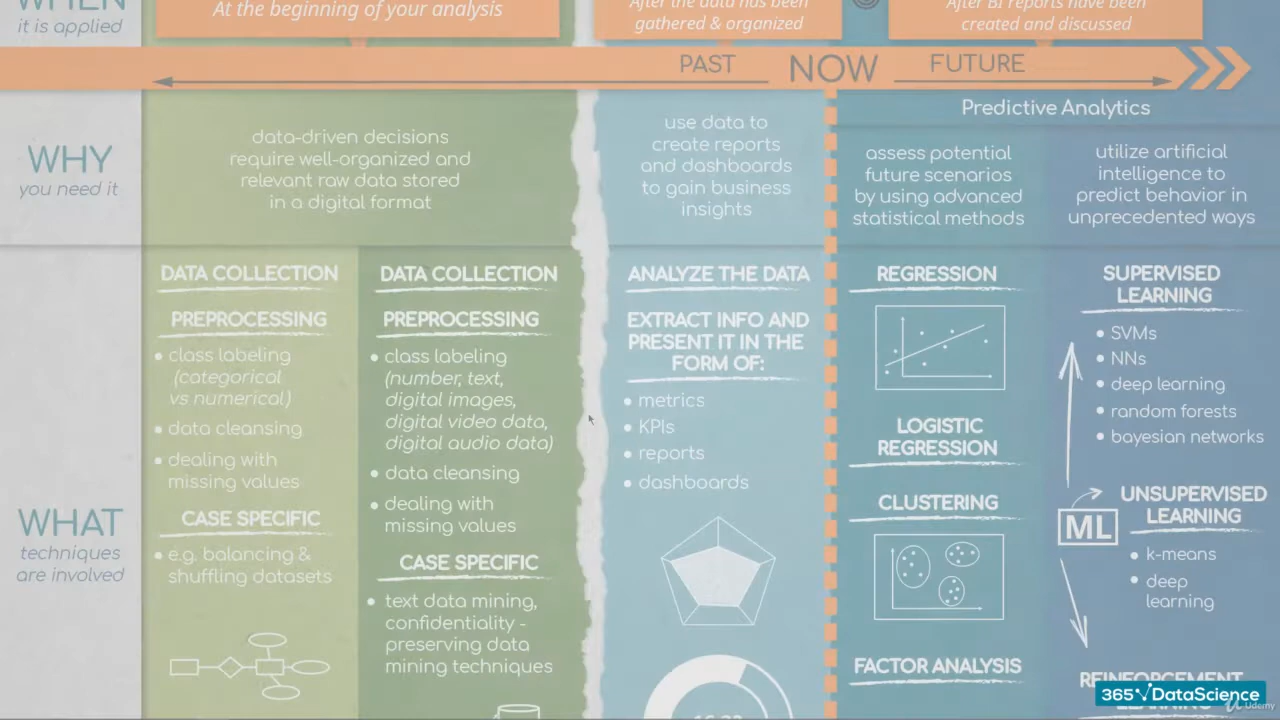 WHEN
it is applied
At the beginning of your analysis
After the data has been
gathered & organized
After BI reports have been
created and discussed
PAST
NOW
FUTURE
WHY
you need it
data-driven decisions
require well-organized and
relevant raw data stored
in a digital format
use data to
create reports
and dashboards
to gain business
insights
Predictive Analytics
assess potential
future scenarios
by using advanced
statistical methods
utilize artificial
intelligence to
predict behavior in
unprecedented ways
WHAT
techniques
are involved
DATA COLLECTION
PREPROCESSING
• class labeling
(categorical
vs numerical)
• data cleansing
• dealing with
missing values
CASE SPECIFIC
• e.g. balancing &
shuffling datasets
DATA COLLECTION
PREPROCESSING
• class labeling
(number, text,
digital images,
digital video data,
digital audio data)
• data cleansing
• dealing with
missing values
CASE SPECIFIC
• text data mining,
confidentiality -
preserving data
mining techniques
ANALYZE THE DATA
EXTRACT INFO AND
PRESENT IT IN THE
FORM OF:
• metrics
• KPIs
• reports
• dashboards
REGRESSION
LOGISTIC
REGRESSION
CLUSTERING
FACTOR ANALYSIS
SUPERVISED
LEARNING
• SVMs
• NNs
• deep learning
• random forests
• bayesian networks
ML
UNSUPERVISED
LEARNING
• k-means
• deep
learning
REINFORCEMENT
365√DataScience
Udemy